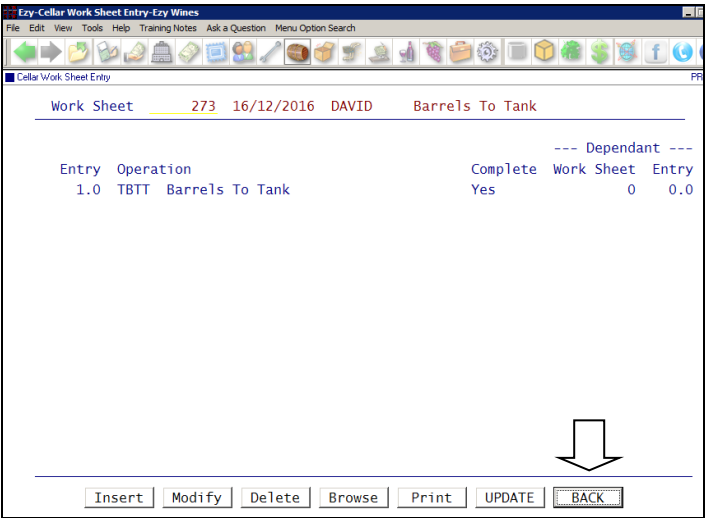 Ezy-Cellar Work Sheet Entry-Ezy Wines
File Edit View Tools Help Training Notes Ask a Question Menu Option Search
Cellar Work Sheet Entry PR
Work Sheet 273 16/12/2016 DAVID Barrels To Tank
--- Dependant ---
Entry Operation Complete Work Sheet Entry
1.0 TBTT Barrels To Tank Yes 0 0.0
Insert Modify Delete Browse Print UPDATE BACK